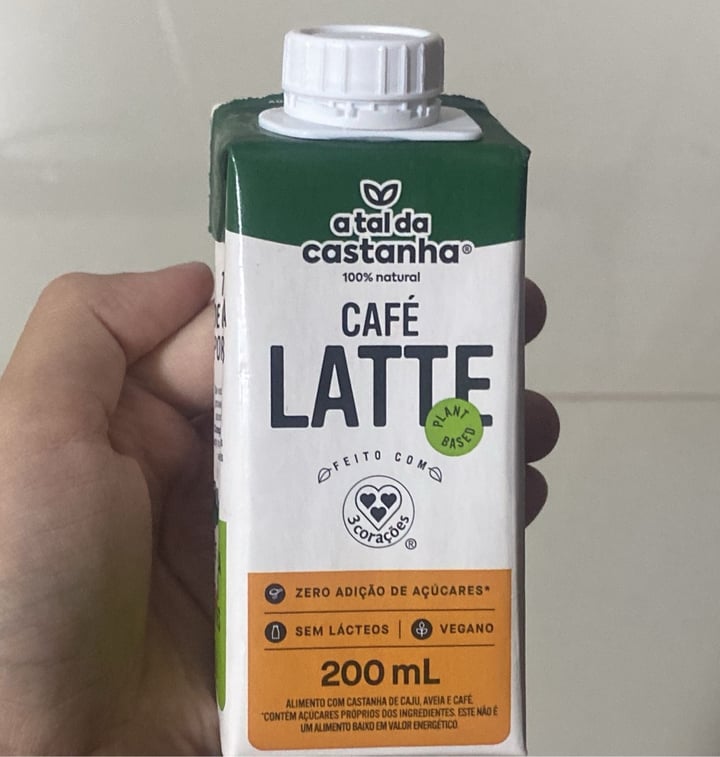 a tal da
castanha®
100% natural
CAFÉ
LATTE
PLANT
BASED
FEITO COM
3 corações
®
ZERO ADIÇÃO DE AÇÚCARES*
SEM LÁCTEOS | VEGANO
200 mL
ALIMENTO COM CASTANHA DE CAJU, AVEIA E CAFÉ.
*CONTÉM AÇÚCARES PRÓPRIOS DOS INGREDIENTES. ESTE NÃO É
UM ALIMENTO BAIXO EM VALOR ENERGÉTICO.